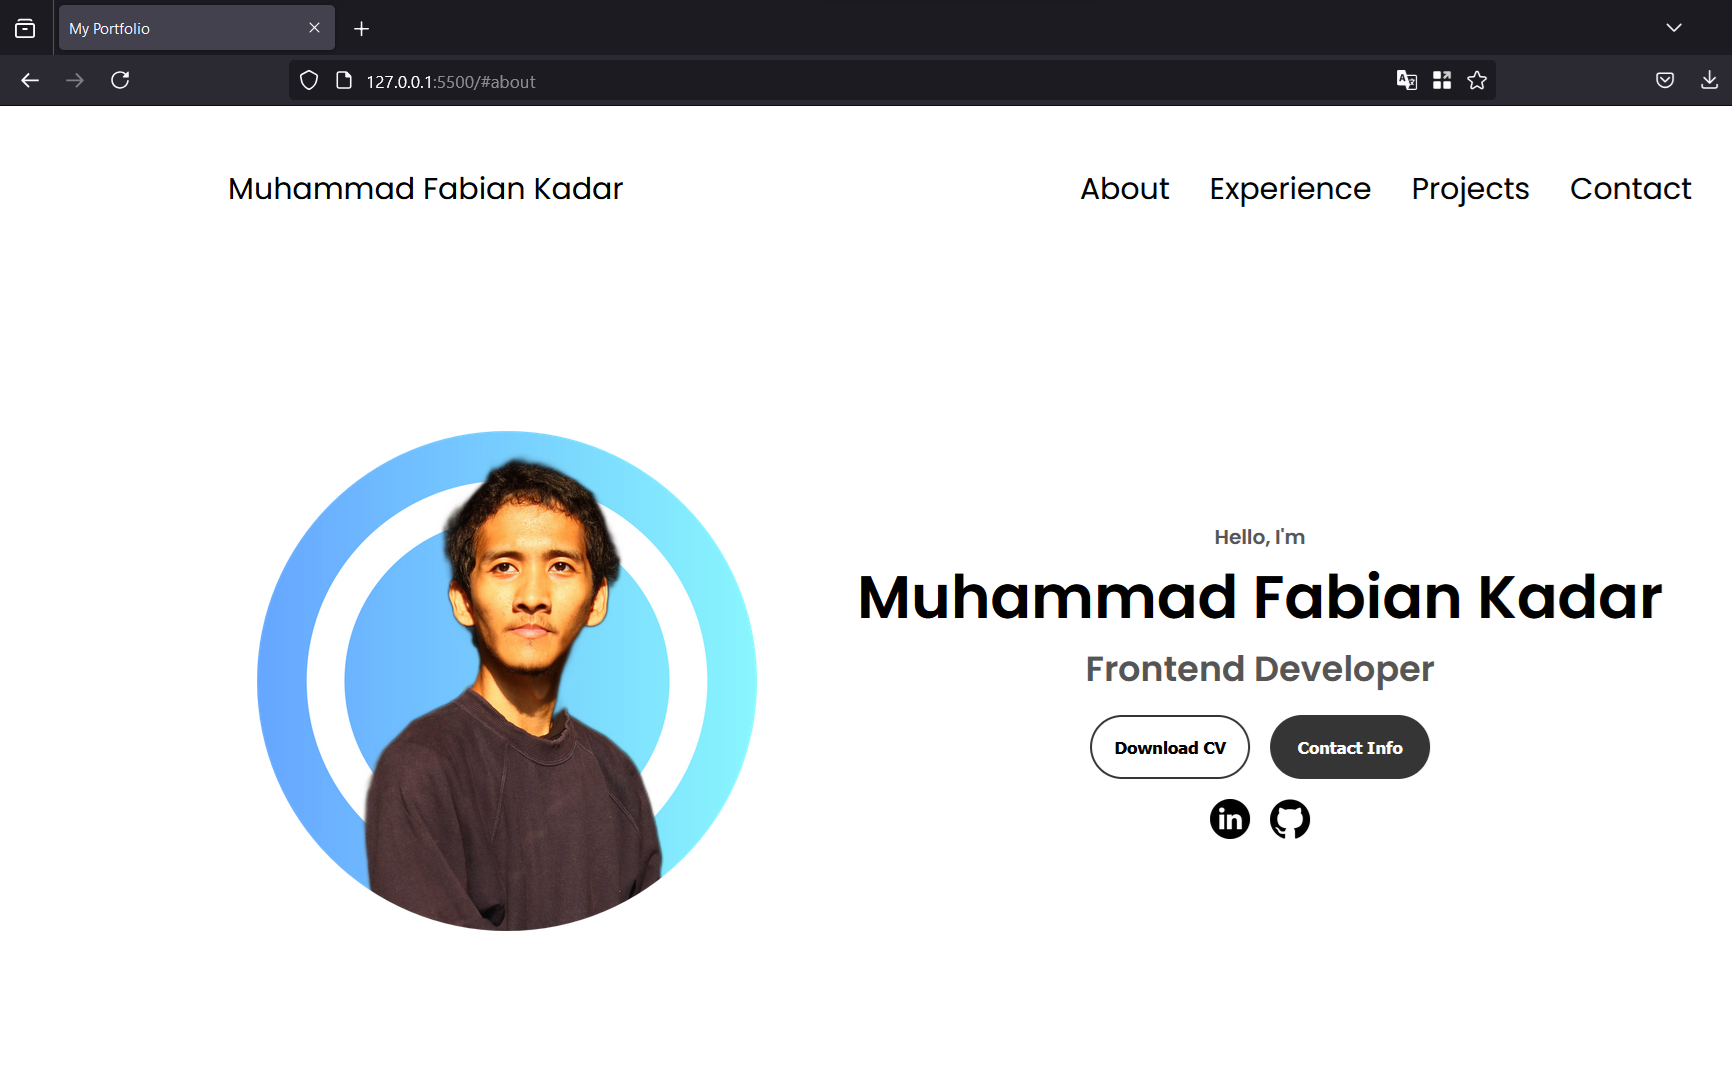 My Portfolio
127.0.0.1:5500/#about
Muhammad Fabian Kadar
About Experience Projects Contact
Hello, I'm
Muhammad Fabian Kadar
Frontend Developer
Download CV
Contact Info
in